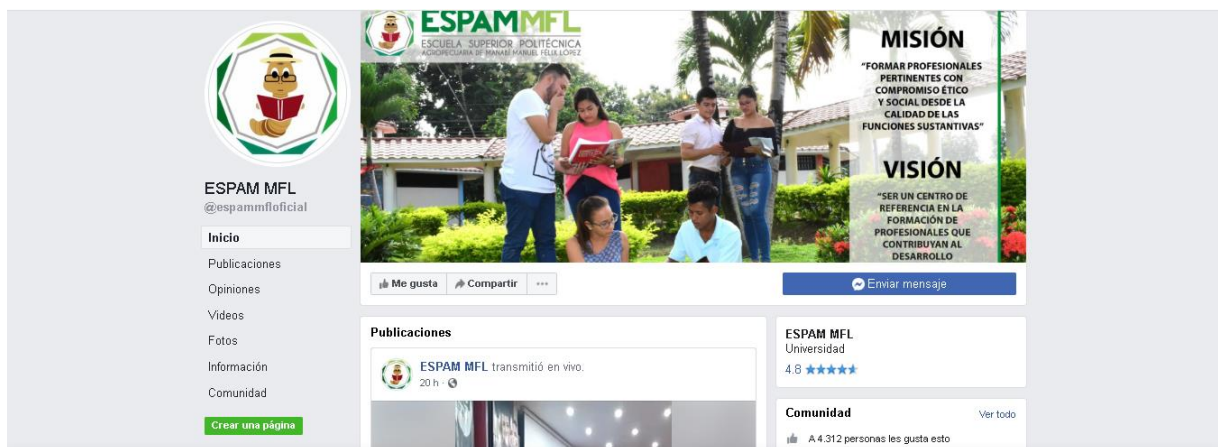 ESPAMMFL
ESCUELA SUPERIOR POLITÉCNICA
AGROPECUARIA DE MANABÍ MANUEL FÉLIX LÓPEZ
MISIÓN
"FORMAR PROFESIONALES
PERTINENTES CON
COMPROMISO ÉTICO
Y SOCIAL DESDE LA
CALIDAD DE LAS
FUNCIONES SUSTANTIVAS"
VISIÓN
"SER UN CENTRO DE
REFERENCIA EN LA
FORMACIÓN DE
PROFESIONALES QUE
CONTRIBUYAN AL
DESARROLLO
ESPAM MFL
@espammfloficial
Inicio
Publicaciones
Opiniones
Videos
Fotos
Información
Comunidad
Crear una página
Me gusta
Compartir
Enviar mensaje
Publicaciones
ESPAM MFL transmitió en vivo.
20 h ·
ESPAM MFL
Universidad
4.8
Comunidad
Ver todo
A 4.312 personas les gusta esto